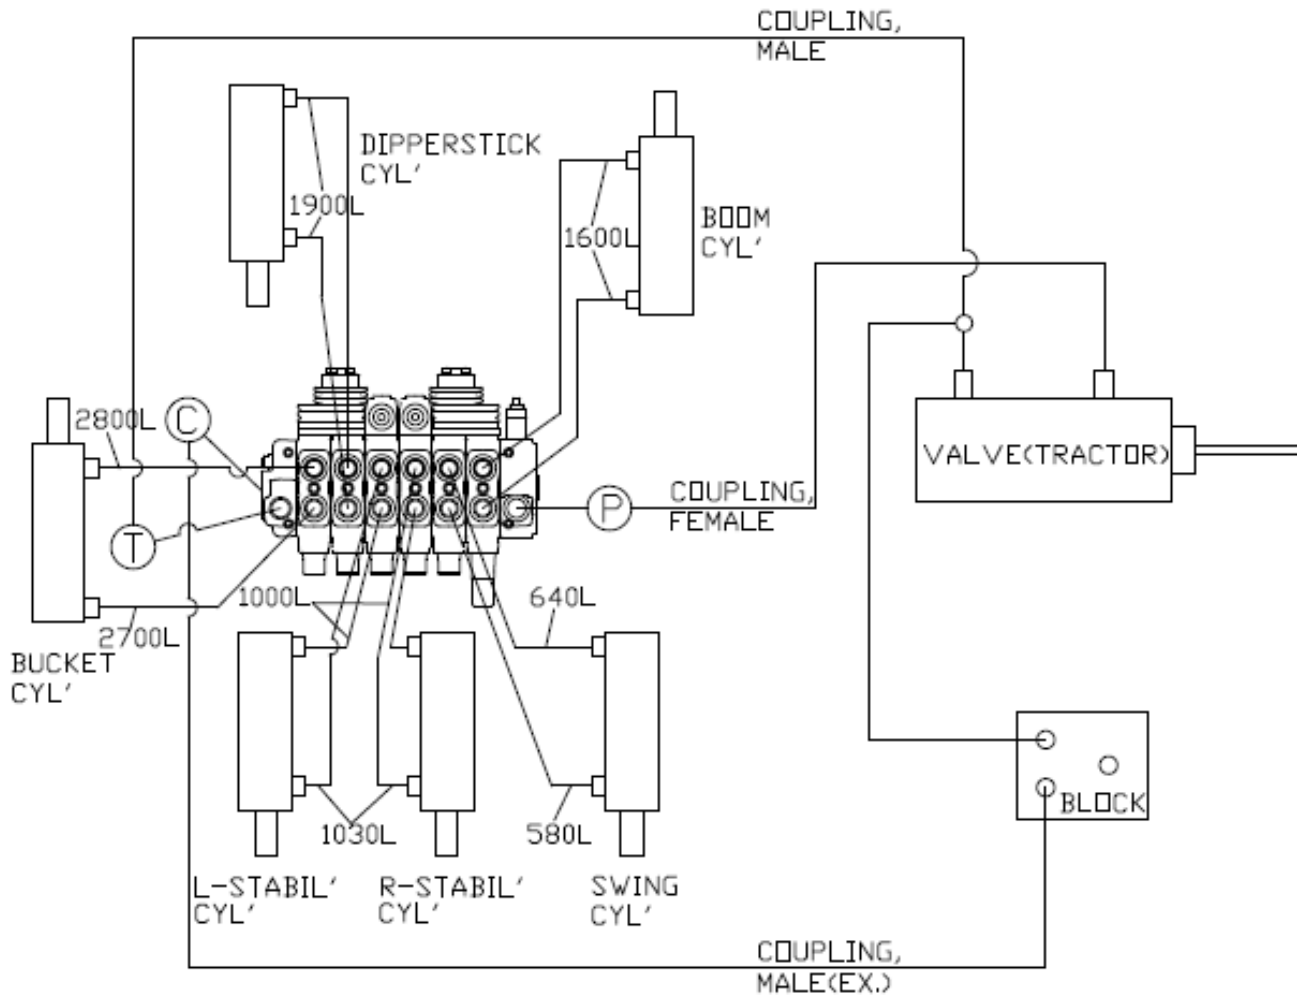 COUPLING,
MALE
DIPPERSTICK
CYL'
1900L
BOOM
CYL'
1600L
2800L
C
VALVE(TRACTOR)
T
P
COUPLING,
FEMALE
1000L
640L
2700L
BUCKET
CYL'
BLOCK
1030L
580L
L-STABIL'
CYL'
R-STABIL'
CYL'
SWING
CYL'
COUPLING,
MALE(EX.)